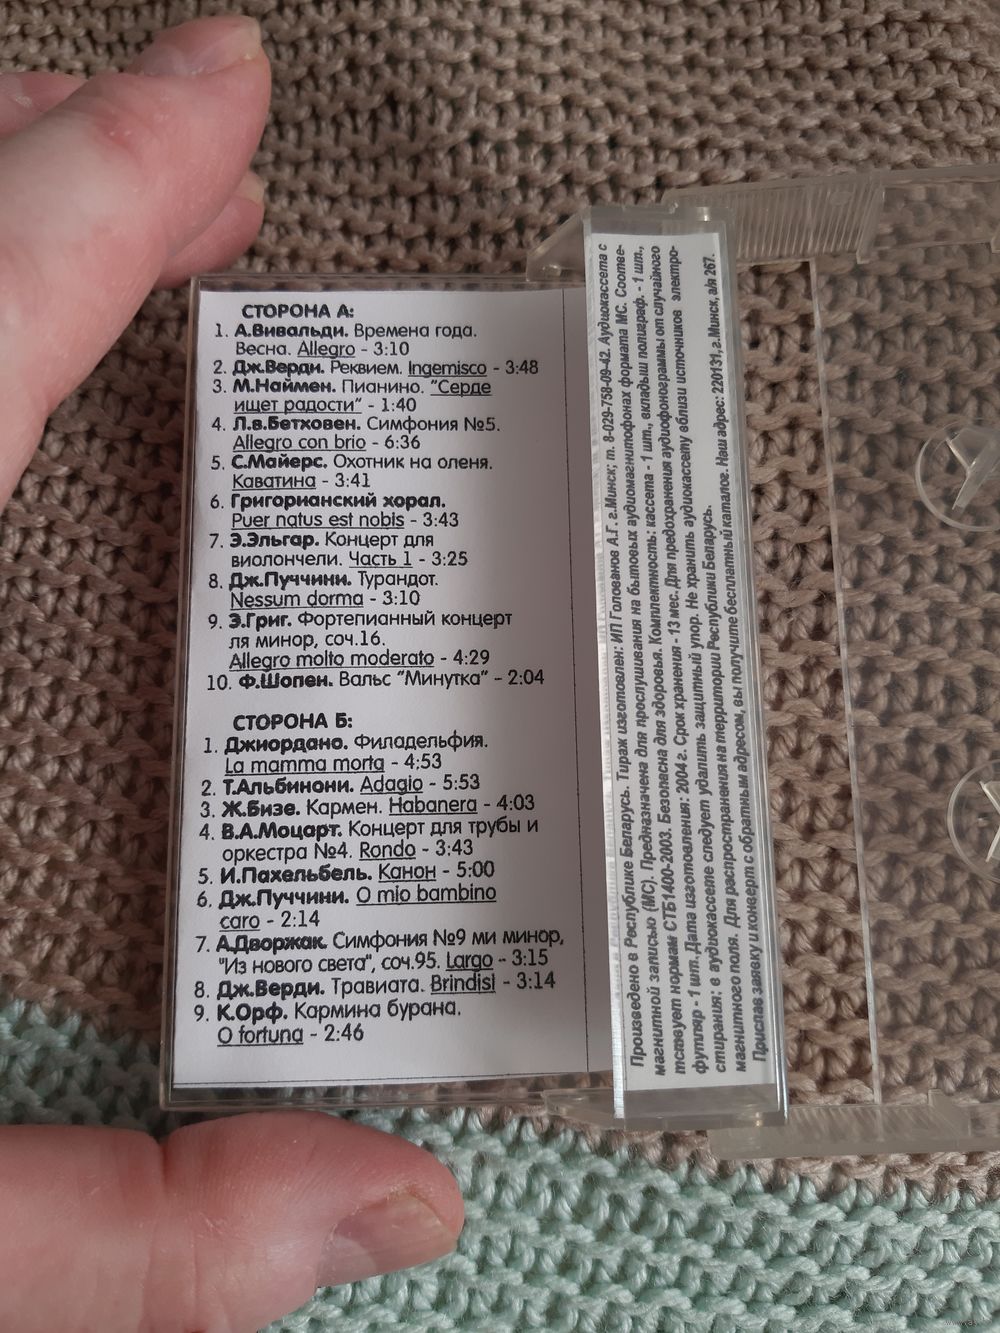 СТОРОНА А:
1. А.Вивальди. Времена года.
Весна. Allegro - 3:10
2. Дж.Верди. Реквием. Ingemisco - 3:48
3. М.Наймен. Пианино. "Серде
ищет радости" - 1:40
4. Л.в.Бетховен. Симфония №5.
Allegro con brio - 6:36
5. С.Майерс. Охотник на оленя.
Каватина - 3:41
6. Григорианский хорал.
Puer natus est nobis - 3:43
7. Э.Эльгар. Концерт для
виолончели. Часть 1 - 3:25
8. Дж.Пуччини. Турандот.
Nessum dorma - 3:10
9. Э.Григ. Фортепианный концерт
ля минор, соч.16.
Allegro molto moderato - 4:29
10. Ф.Шопен. Вальс "Минутка" - 2:04
СТОРОНА Б:
1. Джиордано. Филадельфия.
La mamma morta - 4:53
2. Т.Альбинони. Adagio - 5:53
3. Ж.Бизе. Кармен. Habanera - 4:03
4. В.А.Моцарт. Концерт для трубы и
оркестра №4. Rondo - 3:43
5. И.Пахельбель. Канон - 5:00
6. Дж.Пуччини. O mio bambino
caro - 2:14
7. А.Дворжак. Симфония №9 ми минор,
"Из нового света", соч.95. Largo - 3:15
8. Дж.Верди. Травиата. Brindisi - 3:14
9. К.Орф. Кармина бурана.
O fortuna - 2:46
Произведено в Республике Беларусь. Тираж изготовлен: ИП Голованов А.Г. г.Минск; т. 8-029-758-09-42. Аудиокассета с
магнитной записью (МС). Предназначена для прослушивания на бытовых аудиомагнитофонах формата МС. Соотве-
тствует нормам СТБ1400-2003. Безопасна для здоровья. Комплектность: кассета - 1 шт., вкладыш полиграф. - 1 шт.,
футляр - 1 шт. Дата изготовления: 2004 г. Срок хранения - 13 мес. Для предохранения аудиофонограммы от случайного
стирания: в аудиокассете следует удалить защитный упор. Не хранить аудиокассету вблизи источников электро-
магнитного поля. Для распространения на территории Республики Беларусь.
Прислав заявку и конверт с обратным адресом, вы получите бесплатный каталог. Наш адрес: 220131, г.Минск, а/я 267.